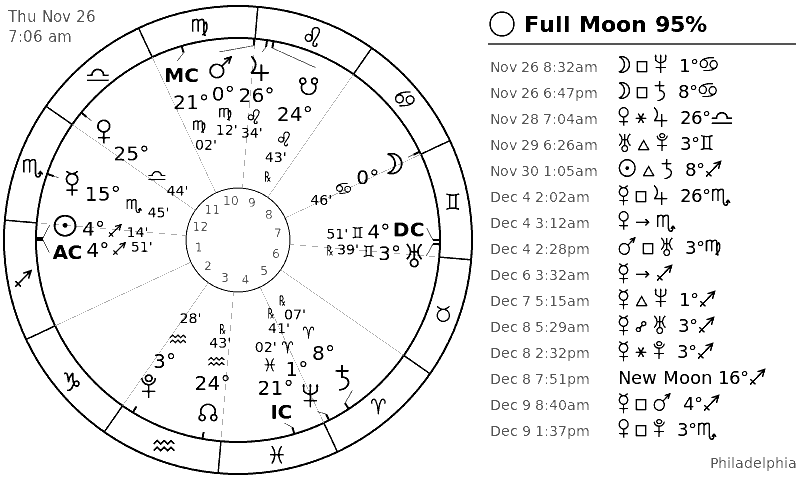 Thu Nov 26
7:06 am
Full Moon 95%
Nov 26 8:32am ☽ □ ♆ 1°♋
Nov 26 6:47pm ☽ □ ♄ 8°♋
Nov 28 7:04am ♀ ⚹ ♃ 26°♎
Nov 29 6:26am ♅ △ ⯓ 3°♊
Nov 30 1:05am ☉ △ ♄ 8°♐
Dec 4 2:02am ☿ □ ♃ 26°♏
Dec 4 3:12am ♀ → ♏
Dec 4 2:28pm ♂ □ ♅ 3°♍
Dec 6 3:32am ☿ → ♐
Dec 7 5:15am ☿ △ ♆ 1°♐
Dec 8 5:29am ☿ ☍ ♅ 3°♐
Dec 8 2:32pm ☿ ⚹ ⯓ 3°♐
Dec 8 7:51pm New Moon 16°♐
Dec 9 8:40am ☿ □ ♂ 4°♐
Dec 9 1:37pm ♀ □ ⯓ 3°♏
Philadelphia
♍
♌
♋
♊
♉
♈
♓
♒
♑
♐
♏
♎
MC 21° ♍ 02'
♂ 0° ♍ 12'
♃ 26° ♌ 34'
☋ 24° ♌ 43' ℞
☽ 0° ♋ 46'
DC 4° ♊ 51'
♅ 3° ♊ 39' ℞
♄ 8° ♈ 07' ℞
♆ 1° ♈ 41' ℞
IC 21° ♓ 02'
☊ 24° ♒ 43' ℞
⯓ 3° ♒ 28'
AC 4° ♐ 51'
☉ 4° ♐ 14'
☿ 15° ♏ 45'
♀ 25° ♎ 44'
1
2
3
4
5
6
7
8
9
10
11
12